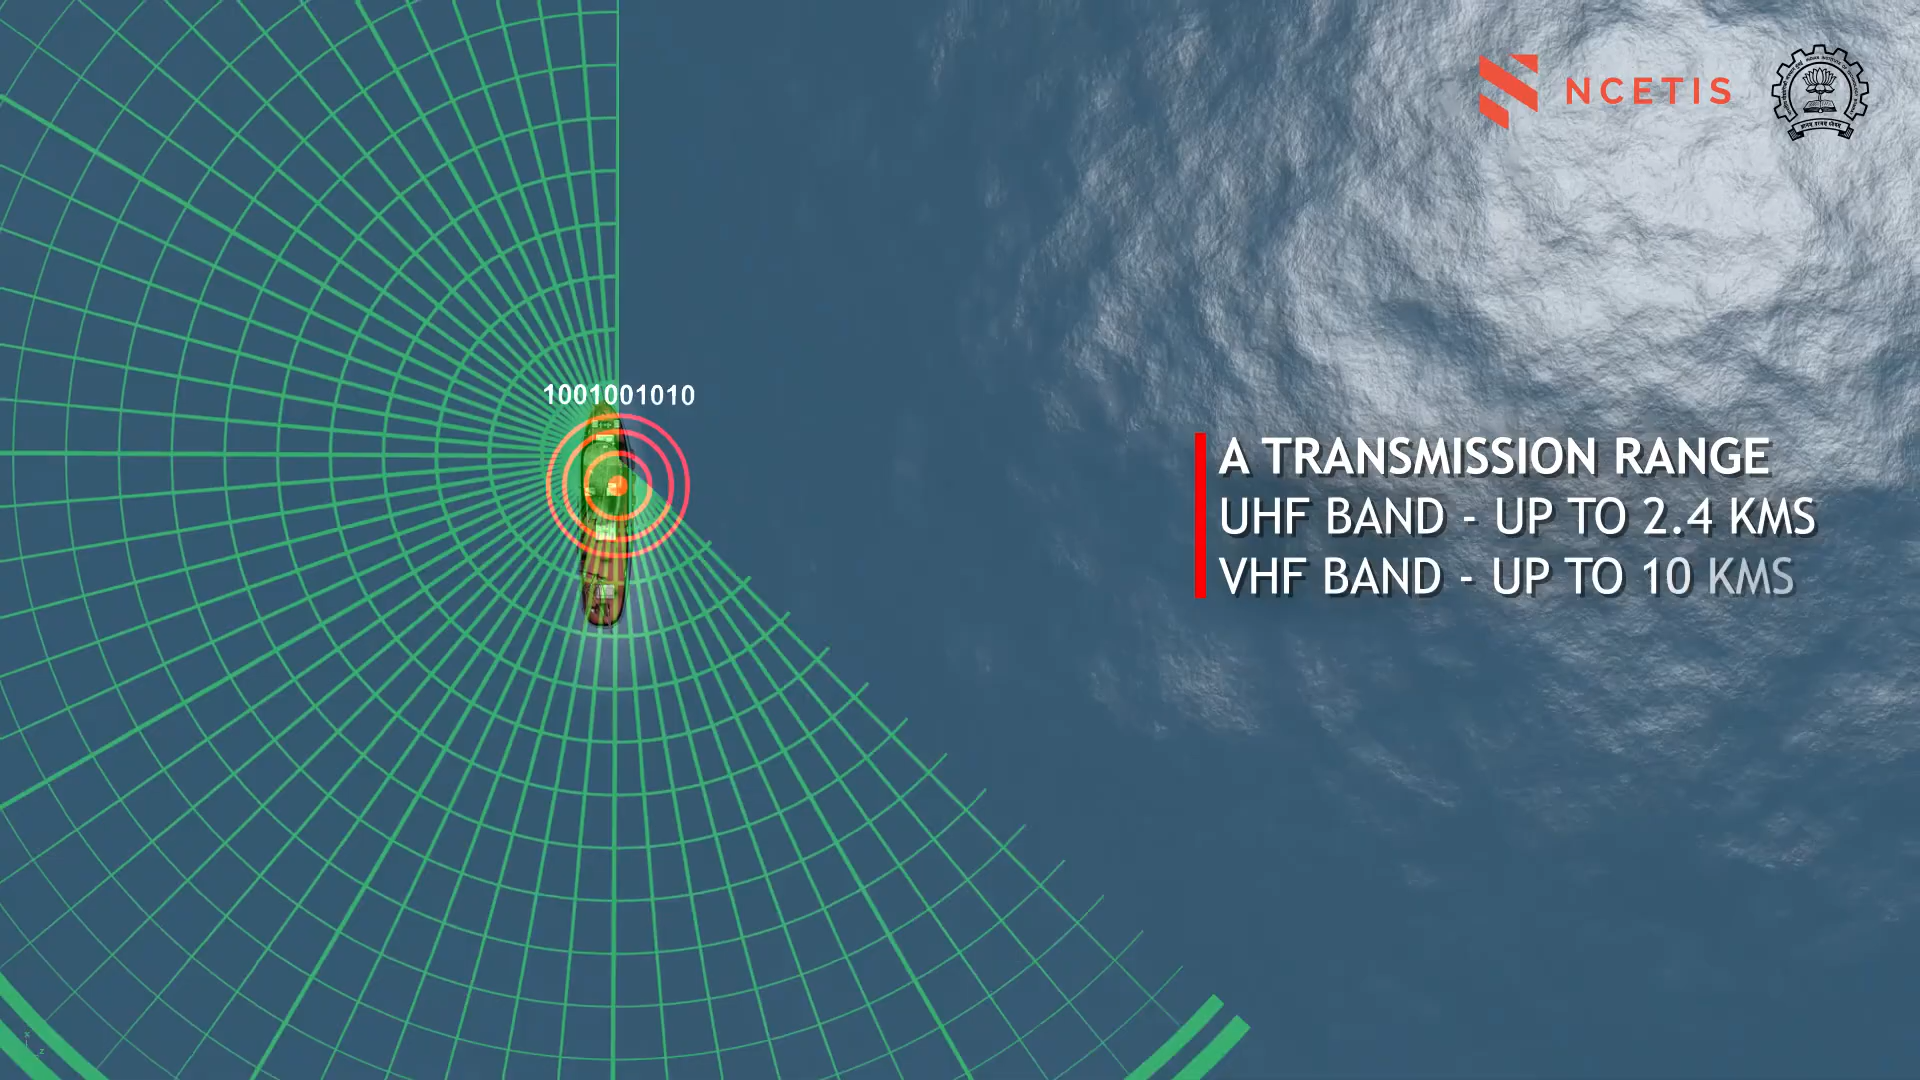 NCETIS
1001001010
A TRANSMISSION RANGE
UHF BAND - UP TO 2.4 KMS
VHF BAND - UP TO 10 KMS